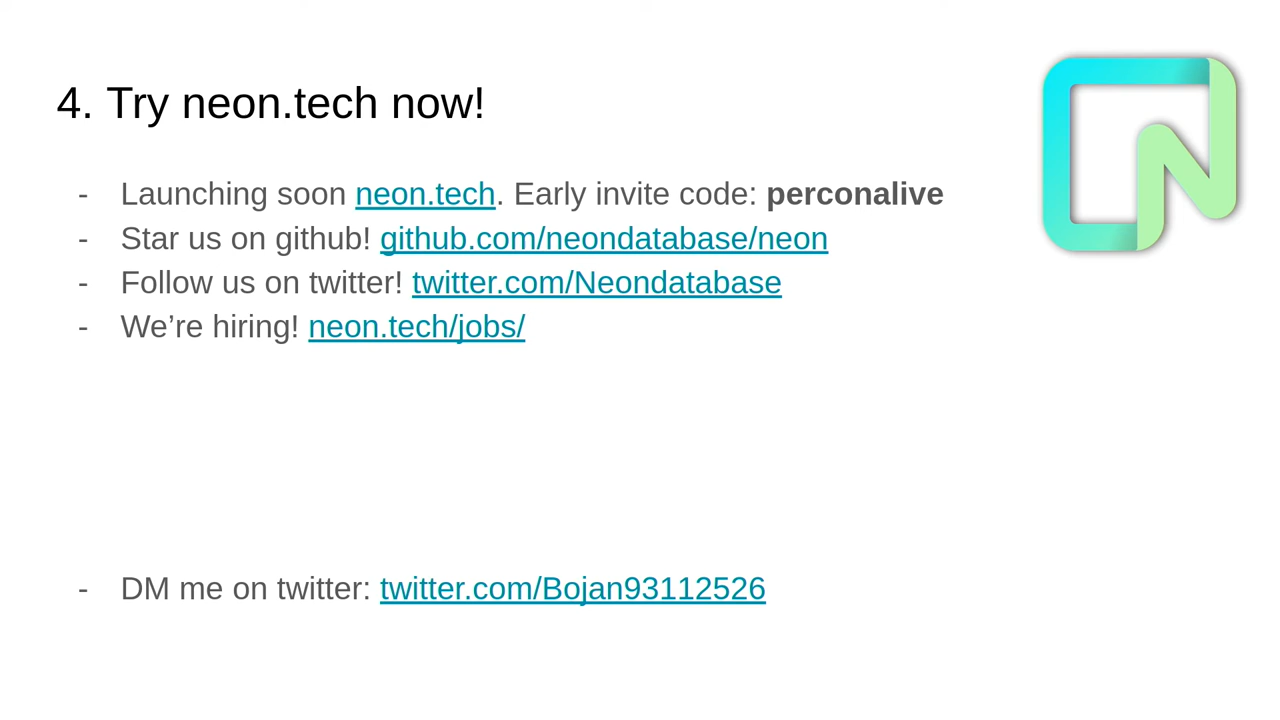 4. Try neon.tech now!
- Launching soon neon.tech. Early invite code: perconalive
- Star us on github! github.com/neondatabase/neon
- Follow us on twitter! twitter.com/Neondatabase
- We’re hiring! neon.tech/jobs/
- DM me on twitter: twitter.com/Bojan93112526